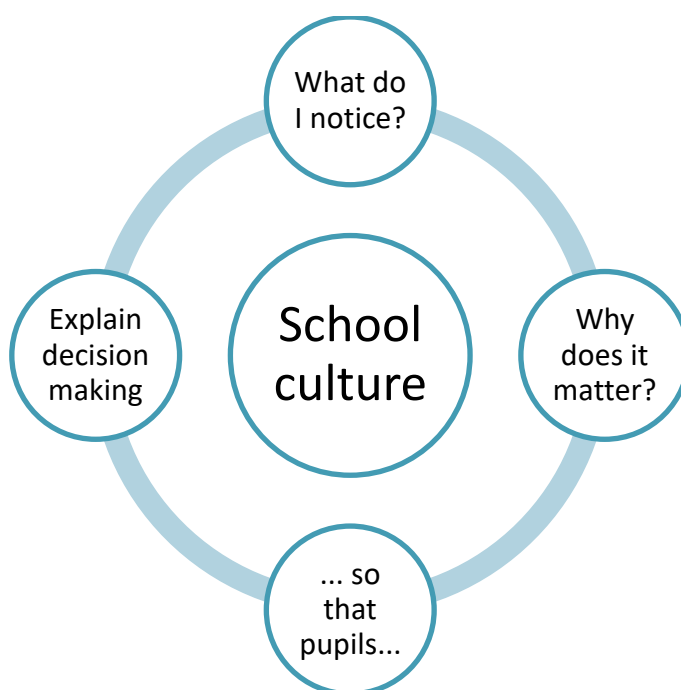 What do
I notice?
Explain
decision
making
School
culture
Why
does it
matter?
... so
that
pupils...